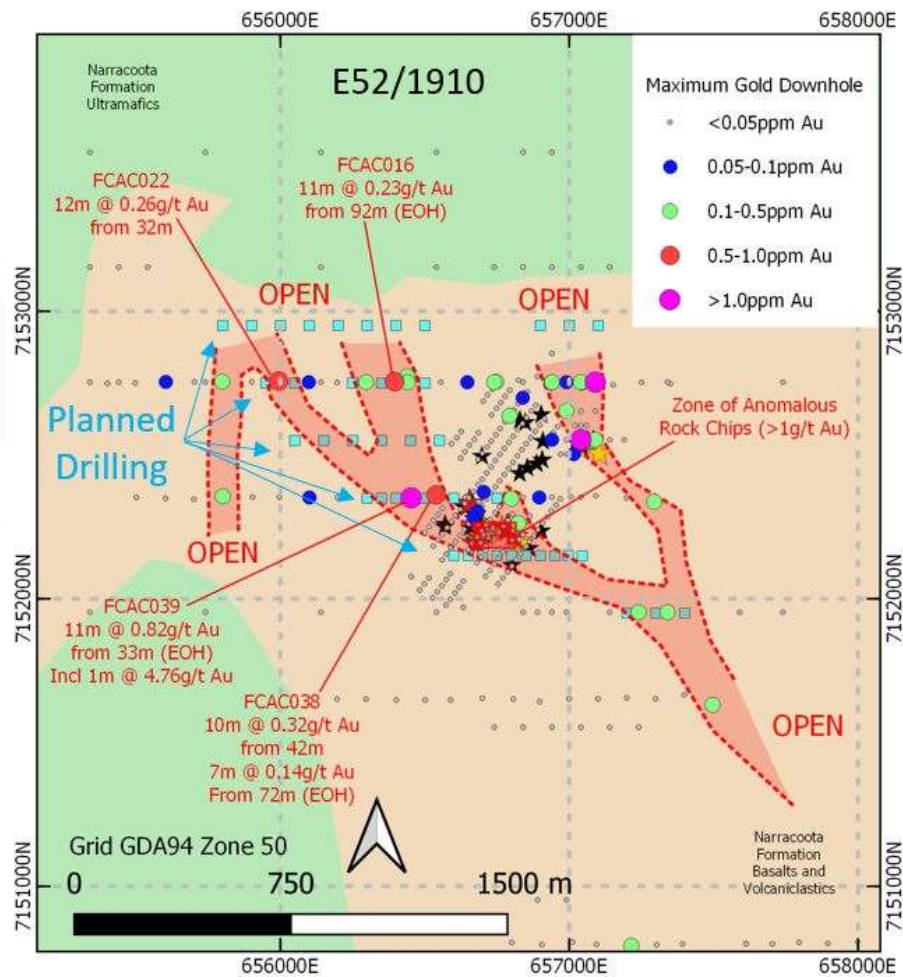 656000E
657000E
658000E
Narracoota
Formation
Ultramafics
E52/1910
Maximum Gold Downhole
<0.05ppm Au
0.05-0.1ppm Au
0.1-0.5ppm Au
0.5-1.0ppm Au
>1.0ppm Au
FCAC022
12m @ 0.26g/t Au
from 32m
FCAC016
11m @ 0.23g/t Au
from 92m (EOH)
7153000N
7153000N
OPEN
OPEN
Planned
Drilling
Zone of Anomalous
Rock Chips (>1g/t Au)
OPEN
7152000N
7152000N
FCAC039
11m @ 0.82g/t Au
from 33m (EOH)
Incl 1m @ 4.76g/t Au
FCAC038
10m @ 0.32g/t Au
from 42m
7m @ 0.14g/t Au
From 72m (EOH)
OPEN
Grid GDA94 Zone 50
0
750
1500 m
Narracoota
Formation
Basalts and
Volcaniclastics
7151000N
7151000N
656000E
657000E
658000E